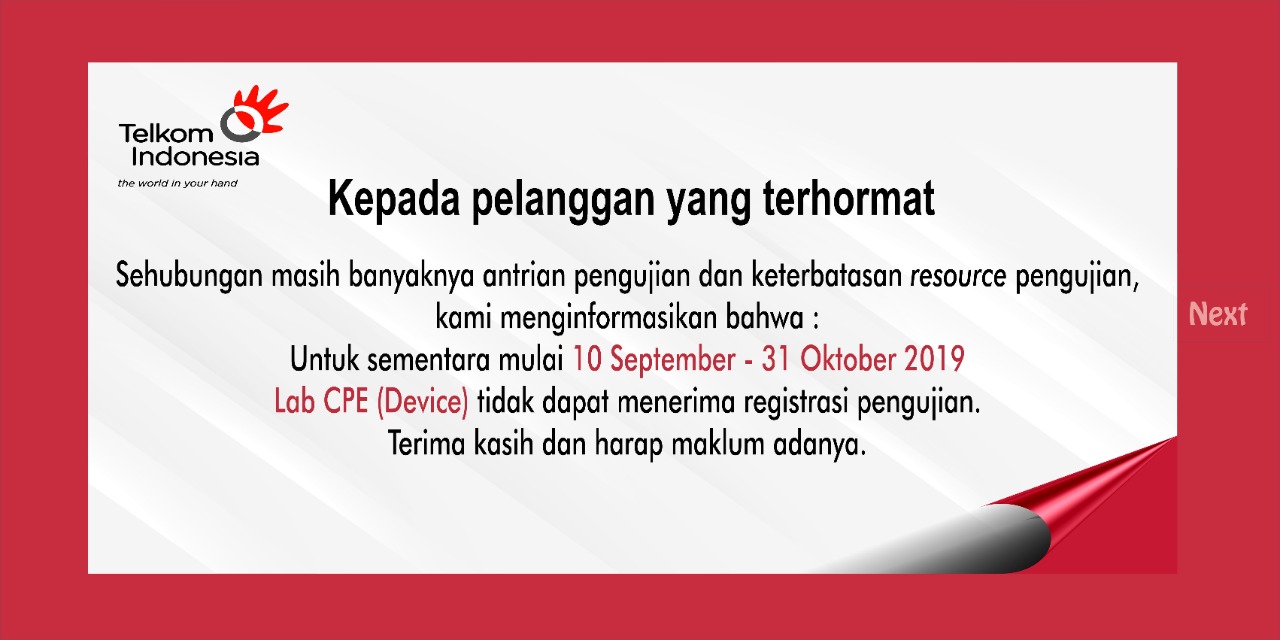 Telkom
Indonesia
the world in your hand
Kepada pelanggan yang terhormat
Sehubungan masih banyaknya antrian pengujian dan keterbatasan resource pengujian,
kami menginformasikan bahwa :
Untuk sementara mulai 10 September - 31 Oktober 2019
Lab CPE (Device) tidak dapat menerima registrasi pengujian.
Terima kasih dan harap maklum adanya.
Next